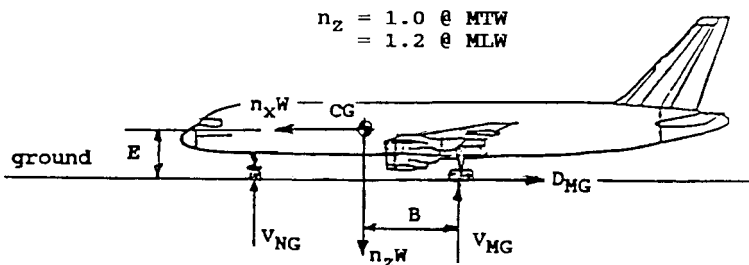 n_z = 1.0 @ MTW
= 1.2 @ MLW
n_xW
CG
E
ground
D_MG
B
V_NG
V_MG
n_zW